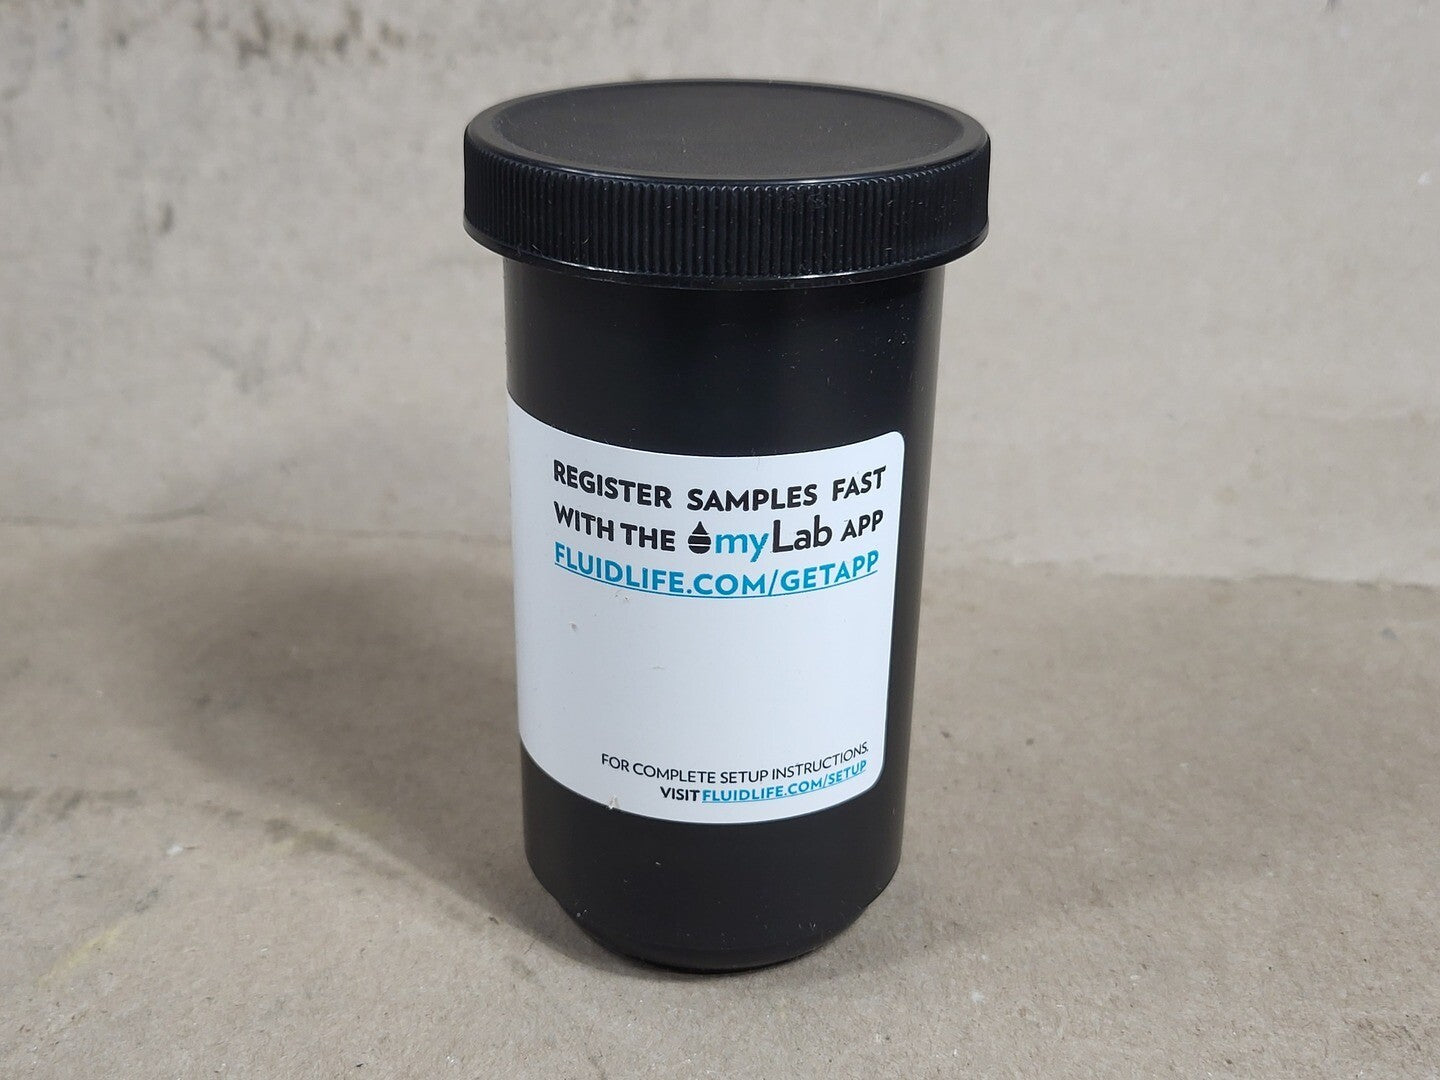 REGISTER SAMPLES FAST
WITH THE myLab APP
FLUIDLIFE.COM/GETAPP
FOR COMPLETE SETUP INSTRUCTIONS.
VISIT FLUIDLIFE.COM/SETUP